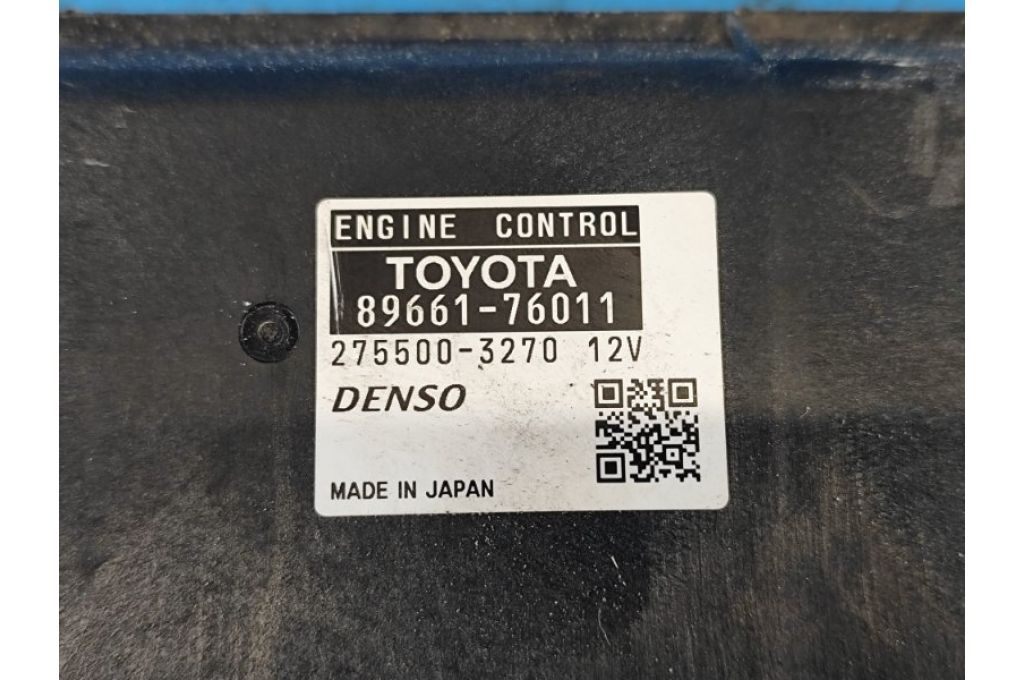 ENGINE CONTROL
TOYOTA
89661-76011
275500-3270 12V
DENSO
MADE IN JAPAN